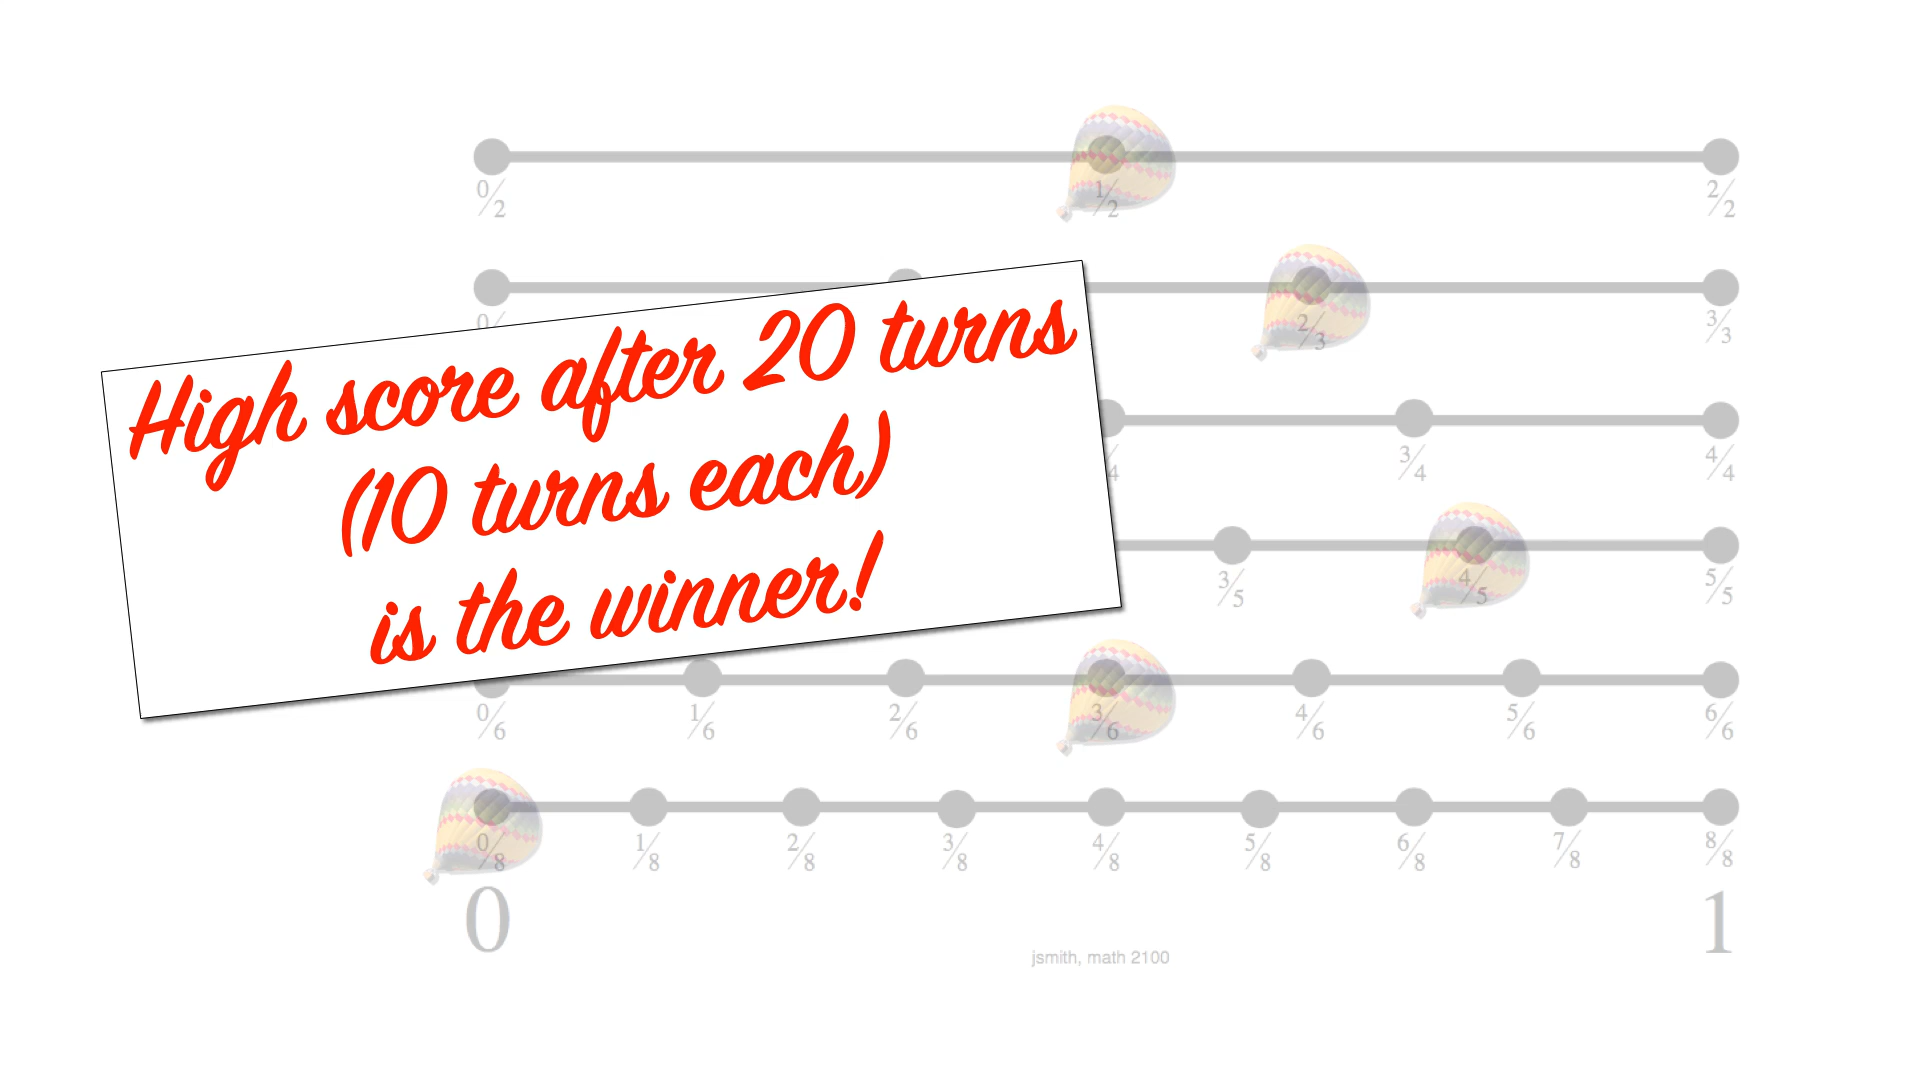 0/2 1/2 2/2
0/ 2/3 3/3
High score after 20 turns
(10 turns each)
is the winner!
/4 3/4 4/4
3/5 4/5 5/5
0/6 1/6 2/6 3/6 4/6 5/6 6/6
0/8 1/8 2/8 3/8 4/8 5/8 6/8 7/8 8/8
0 1
jsmith, math 2100